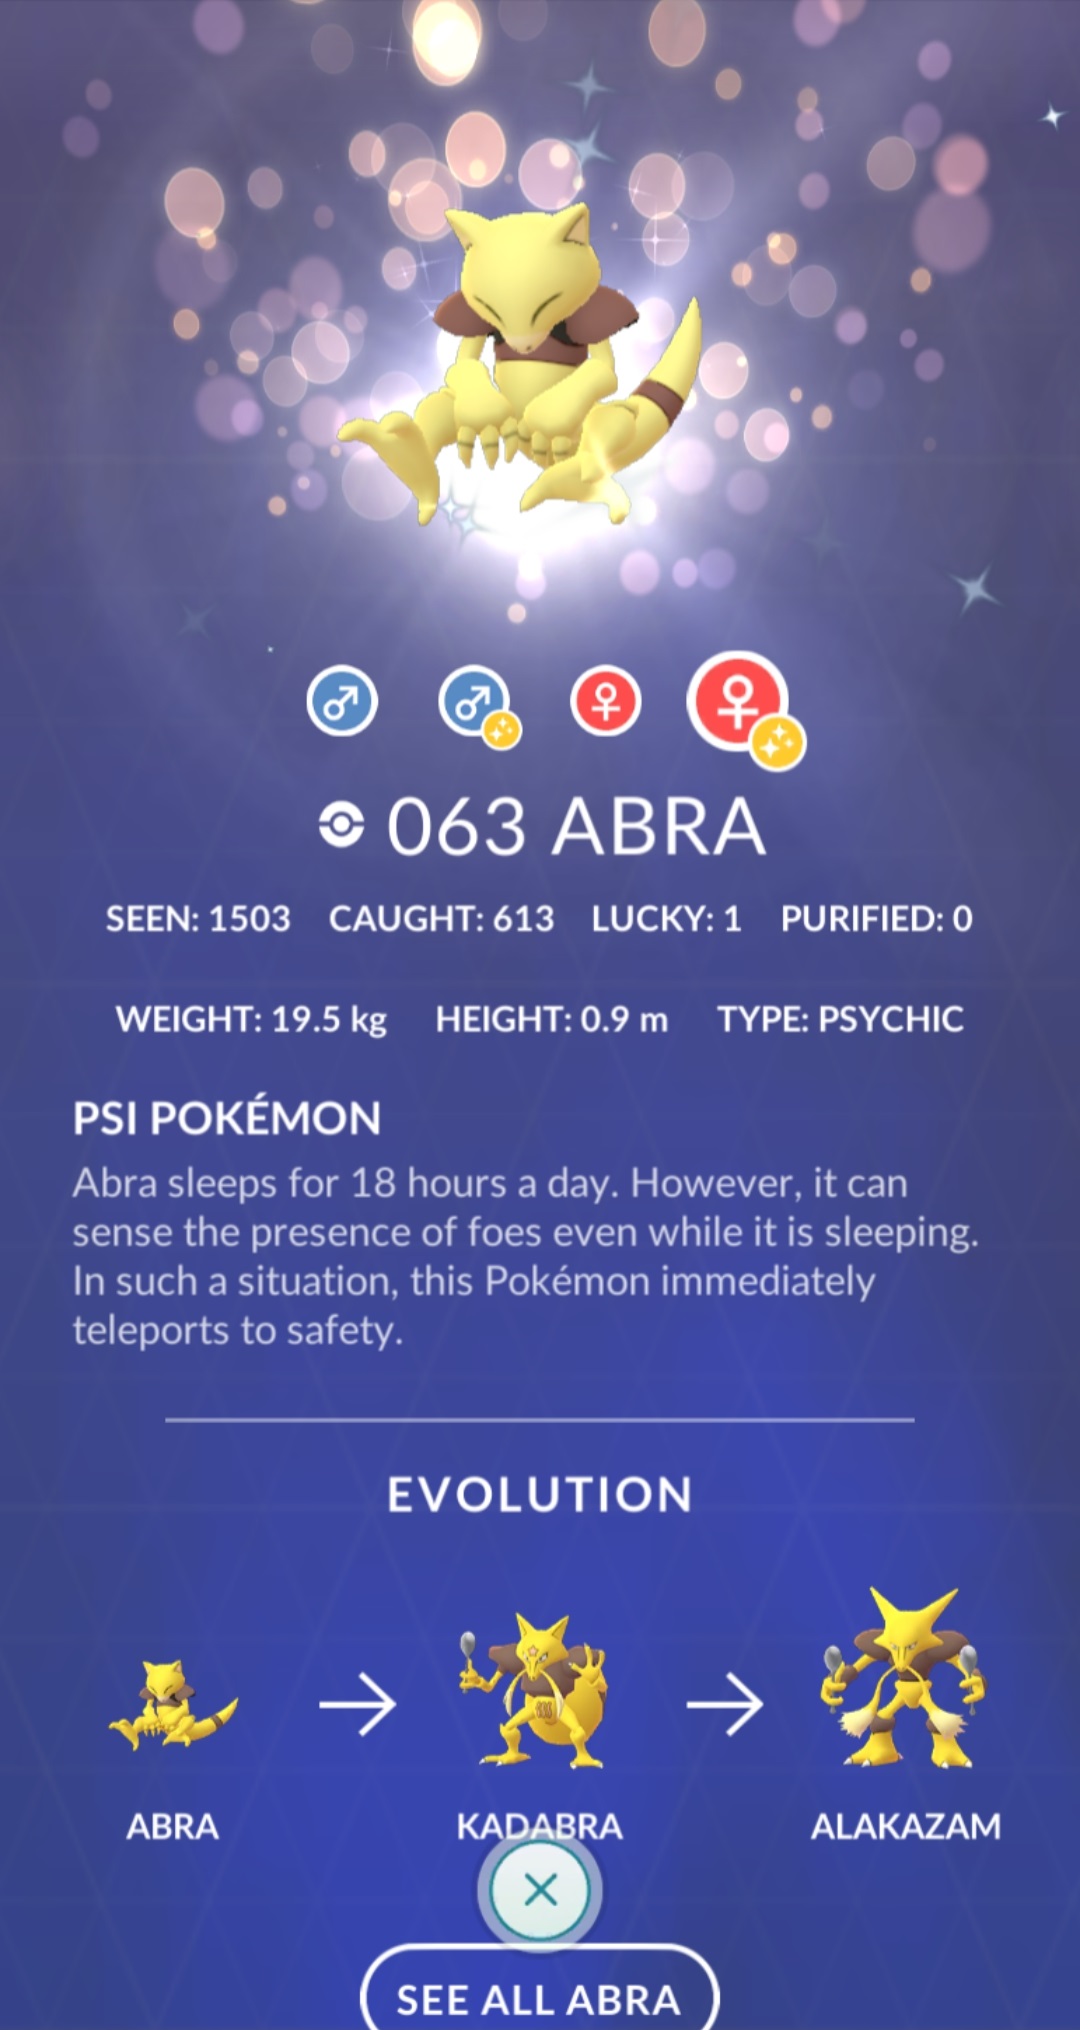 063 ABRA
SEEN: 1503 CAUGHT: 613 LUCKY: 1 PURIFIED: 0
WEIGHT: 19.5 kg HEIGHT: 0.9 m TYPE: PSYCHIC
PSI POKÉMON
Abra sleeps for 18 hours a day. However, it can
sense the presence of foes even while it is sleeping.
In such a situation, this Pokémon immediately
teleports to safety.
EVOLUTION
ABRA KADABRA ALAKAZAM
SEE ALL ABRA